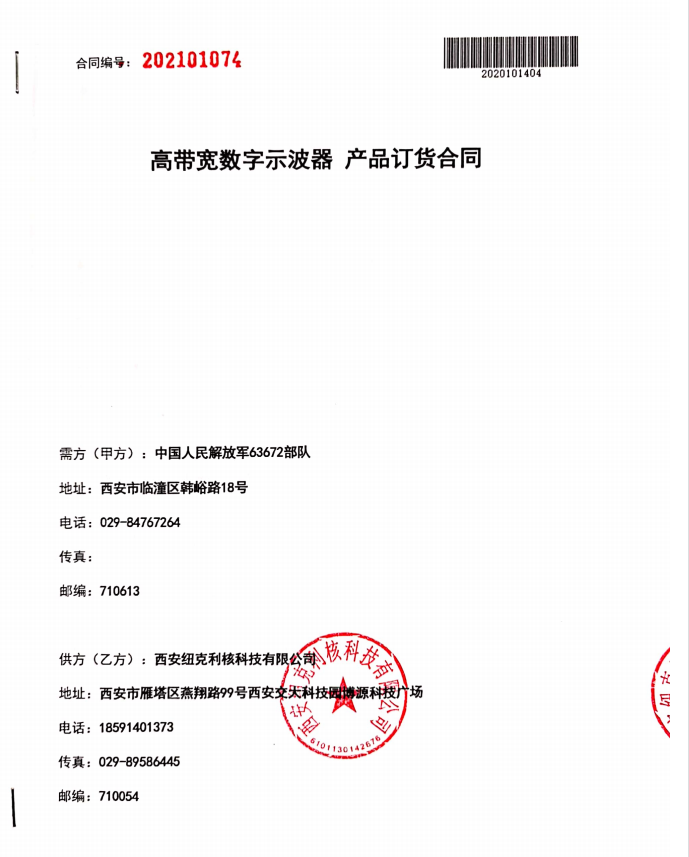 合同编号：202101074
2020101404
高带宽数字示波器 产品订货合同
需方（甲方）：中国人民解放军63672部队
地址：西安市临潼区韩峪路18号
电话：029-84767264
传真：
邮编：710613
供方（乙方）：西安纽克利核科技有限公司
地址：西安市雁塔区燕翔路99号西安交大科技园博源科技广场
电话：18591401373
传真：029-89586445
邮编：710054
西安纽克利核科技有限公司
6101130142676